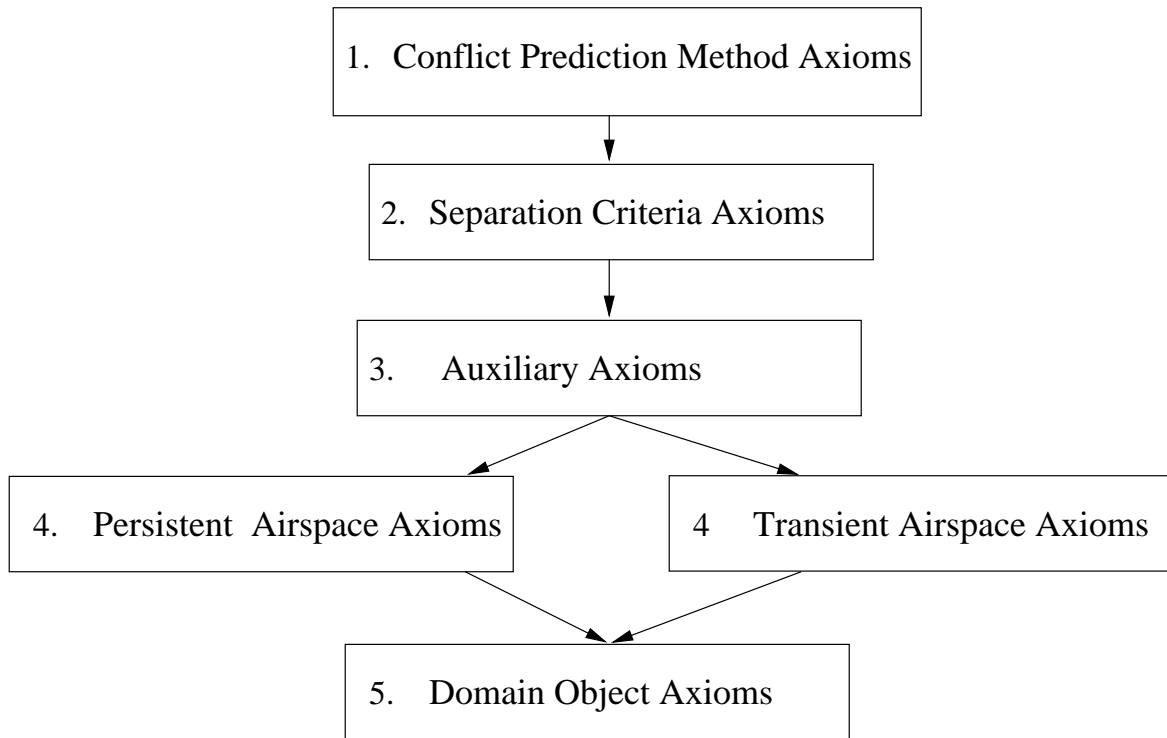 1. Conflict Prediction Method Axioms
2. Separation Criteria Axioms
3. Auxiliary Axioms
4. Persistent Airspace Axioms
4 Transient Airspace Axioms
5. Domain Object Axioms